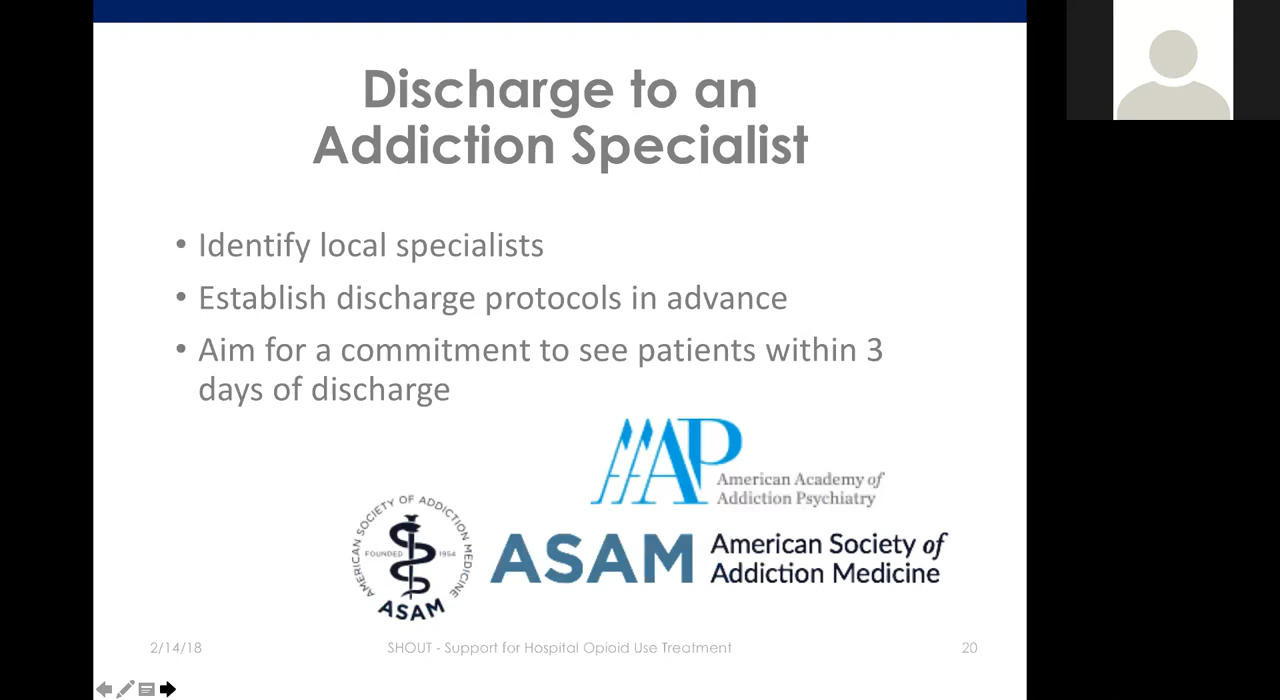 Discharge to an
Addiction Specialist
• Identify local specialists
• Establish discharge protocols in advance
• Aim for a commitment to see patients within 3
days of discharge
AAAP
American Academy of
Addiction Psychiatry
AMERICAN SOCIETY OF ADDICTION MEDICINE
FOUNDED 1954
ASAM
ASAM
American Society of
Addiction Medicine
2/14/18
SHOUT - Support for Hospital Opioid Use Treatment
20